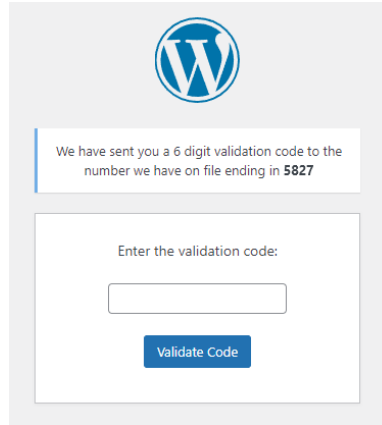 We have sent you a 6 digit validation code to the
number we have on file ending in 5827
Enter the validation code:
Validate Code